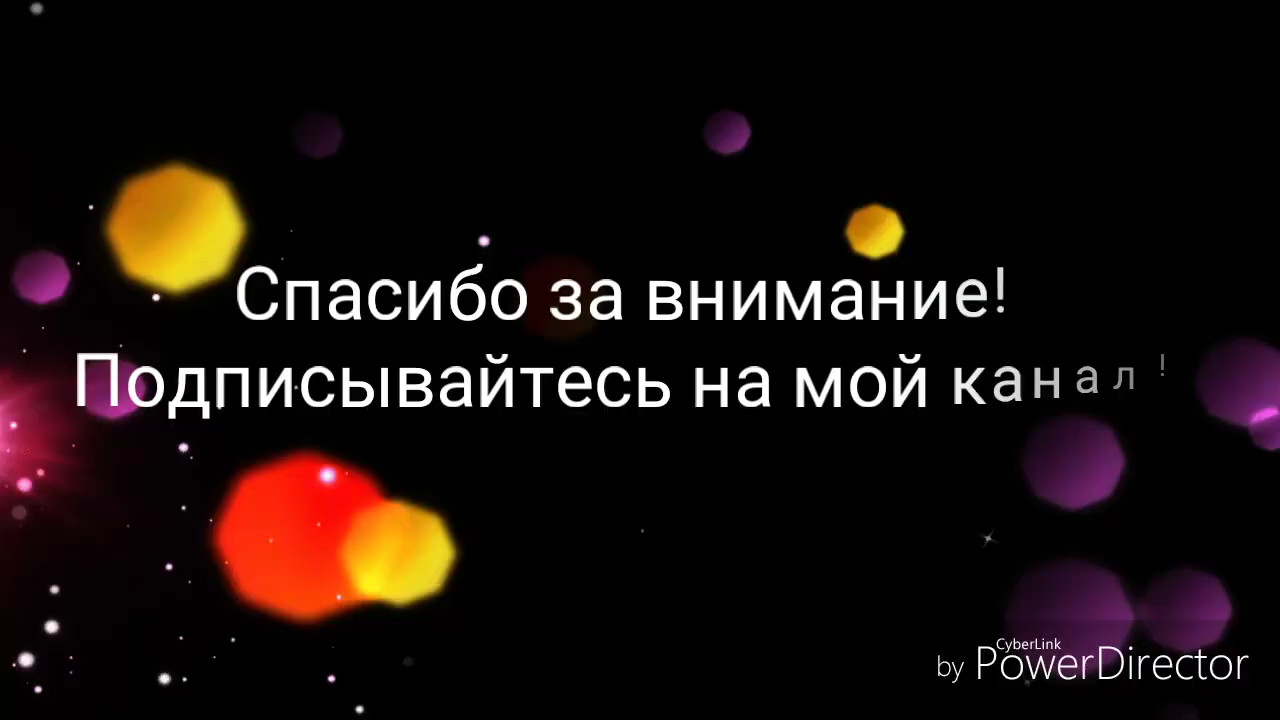 Спасибо за внимание!
Подписывайтесь на мой канал!
CyberLink
by PowerDirector